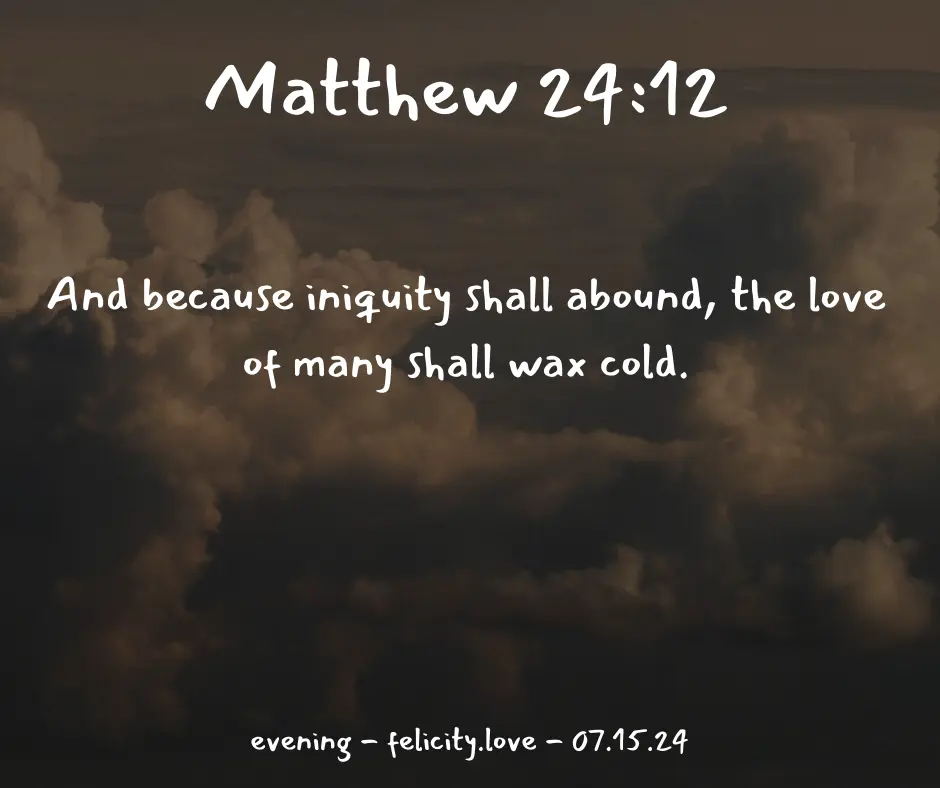 Matthew 24:12
And because iniquity shall abound, the love
of many shall wax cold.
evening – felicity.love – 07.15.24